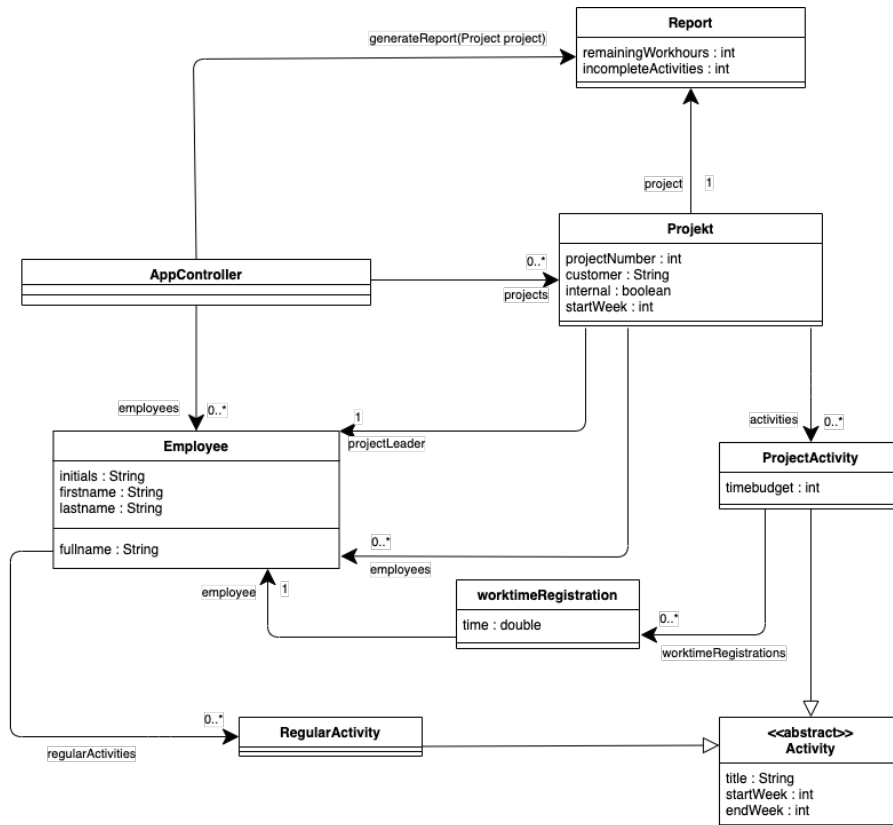 Report
generateReport(Project project)
remainingWorkhours : int
incompleteActivities : int
project
1
Projekt
projectNumber : int
customer : String
internal : boolean
startWeek : int
AppController
0..*
projects
employees
0..*
1
projectLeader
activities
0..*
Employee
initials : String
firstname : String
lastname : String
fullname : String
ProjectActivity
timebudget : int
0..*
employees
employee
1
worktimeRegistration
time : double
0..*
worktimeRegistrations
0..*
regularActivities
RegularActivity
<<abstract>>
Activity
title : String
startWeek : int
endWeek : int